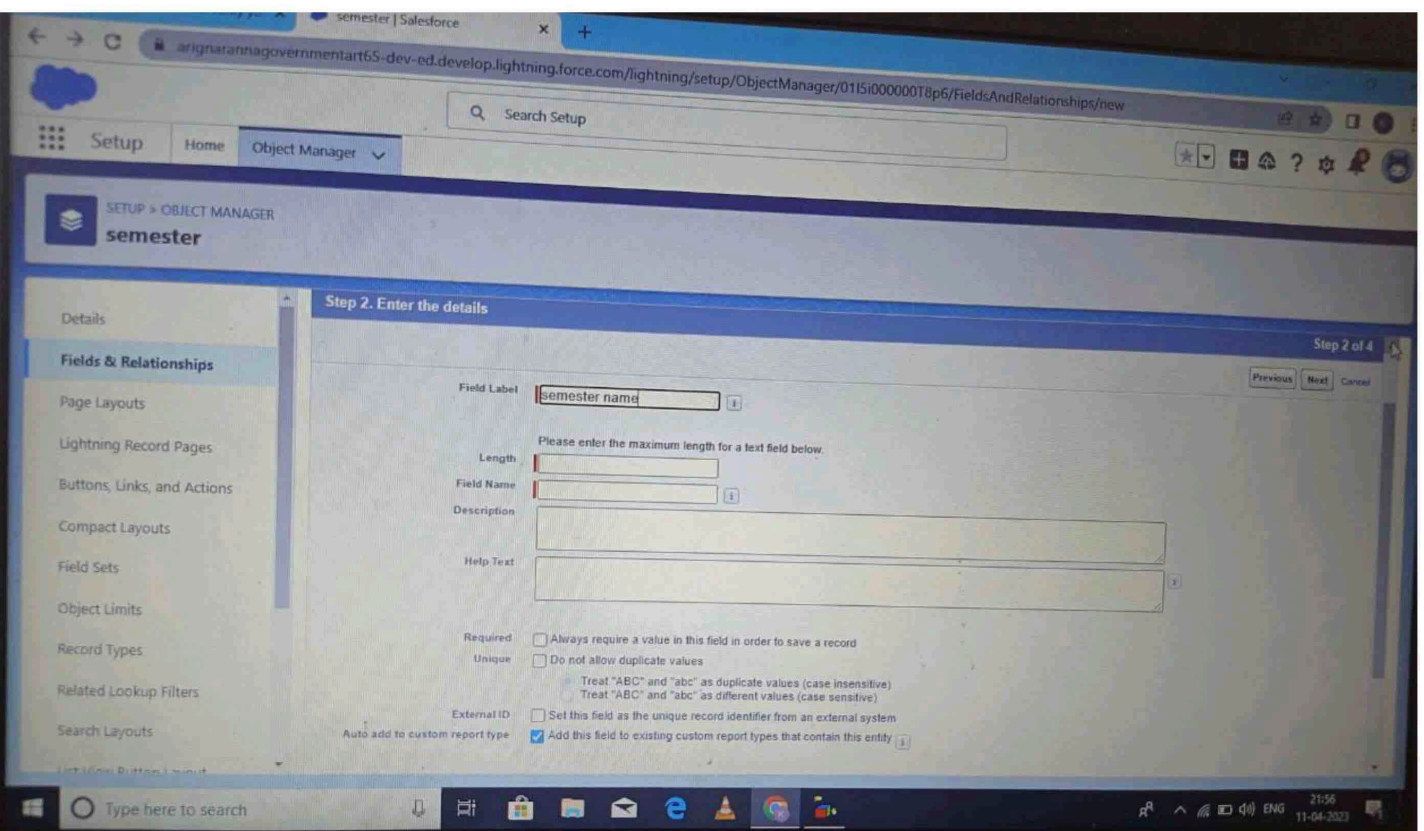 semester | Salesforce
arignarannagovernmentart65-dev-ed.develop.lightning.force.com/lightning/setup/ObjectManager/01I5i000000T8p6/FieldsAndRelationships/new
Search Setup
Setup Home Object Manager
SETUP > OBJECT MANAGER
semester
Details
Fields & Relationships
Page Layouts
Lightning Record Pages
Buttons, Links, and Actions
Compact Layouts
Field Sets
Object Limits
Record Types
Related Lookup Filters
Search Layouts
List View Button Layout
Step 2. Enter the details
Step 2 of 4
Previous Next Cancel
Field Label semester name i
Please enter the maximum length for a text field below.
Length
Field Name i
Description
Help Text i
Required Always require a value in this field in order to save a record
Unique Do not allow duplicate values
Treat "ABC" and "abc" as duplicate values (case insensitive)
Treat "ABC" and "abc" as different values (case sensitive)
External ID Set this field as the unique record identifier from an external system
Auto add to custom report type Add this field to existing custom report types that contain this entity i
Type here to search
ENG
21:56
11-04-2023